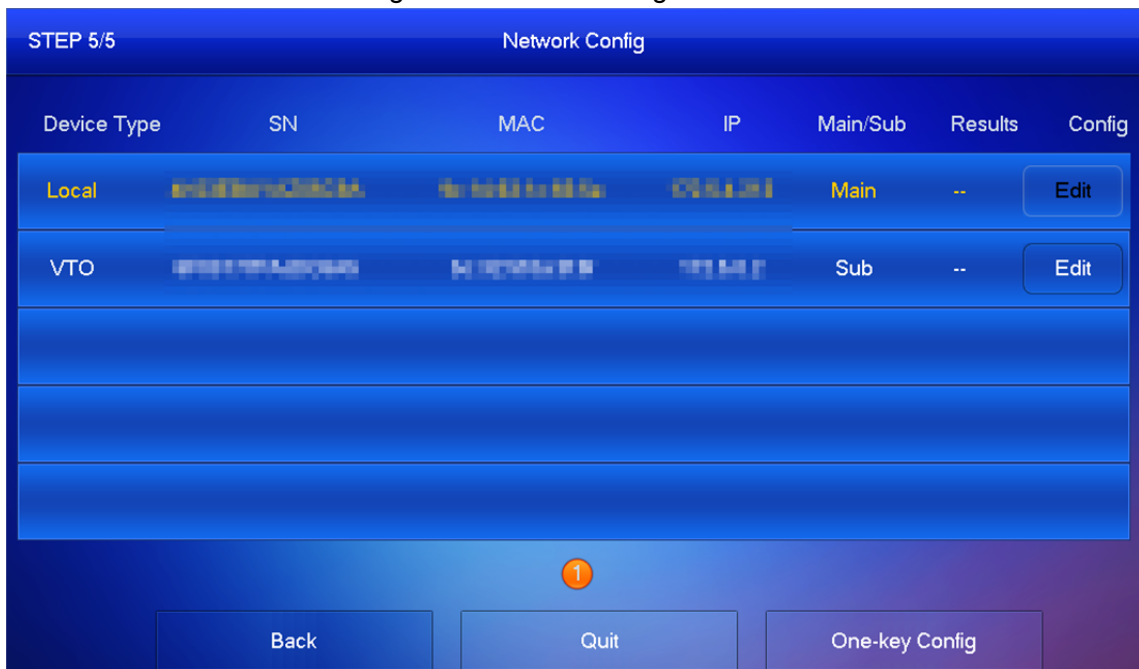 STEP 5/5 Network Config
Device Type SN MAC IP Main/Sub Results Config
Local Main -- Edit
VTO Sub -- Edit
1
Back Quit One-key Config